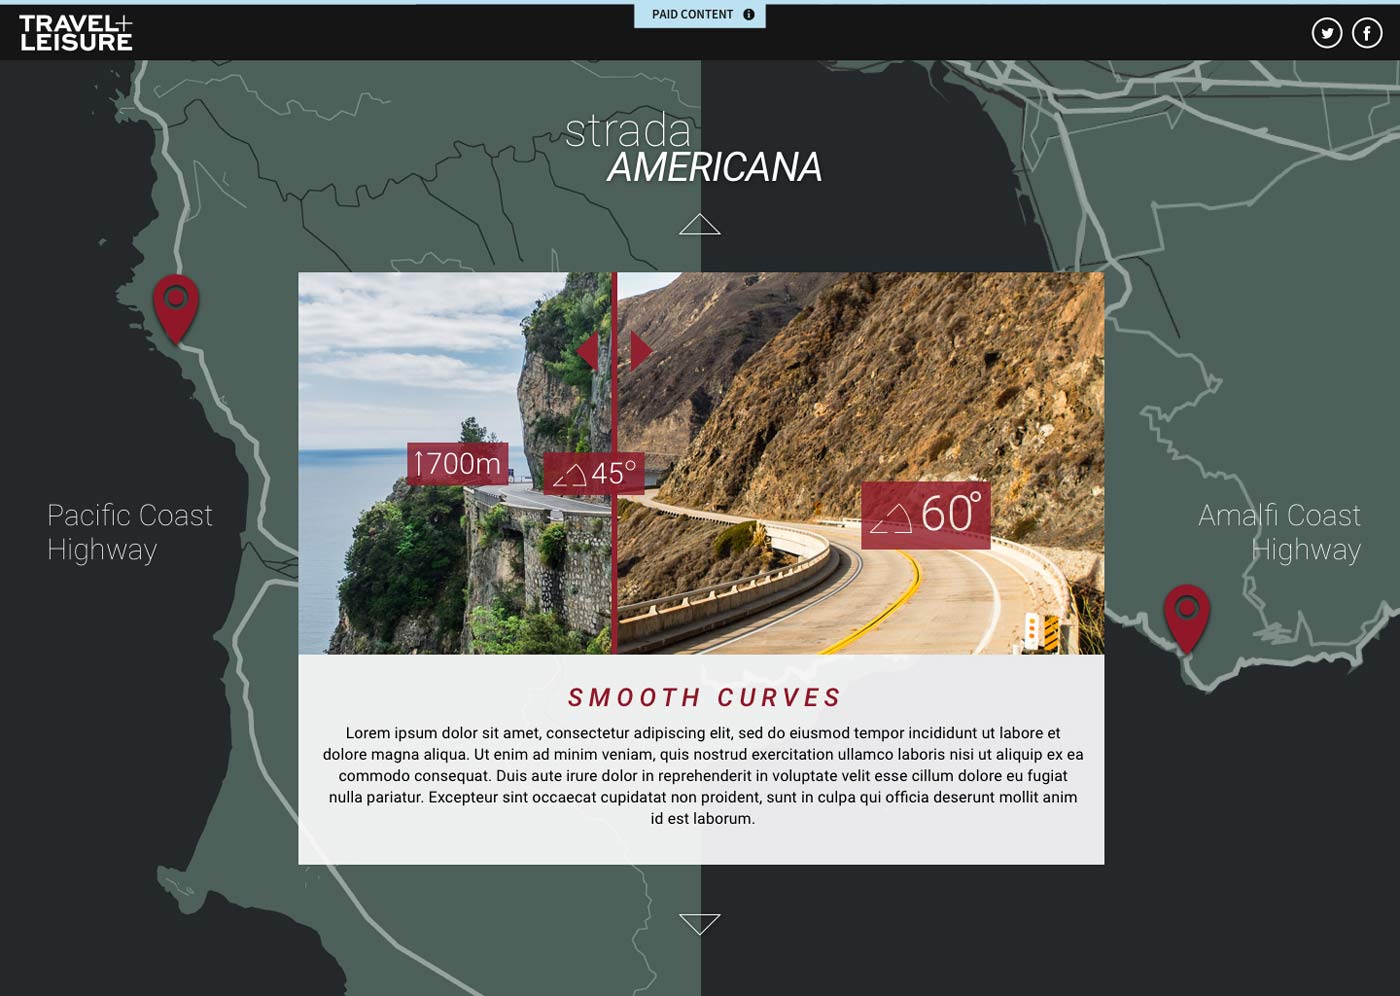 PAID CONTENT
TRAVEL+
LEISURE
strada
AMERICANA
700m
45°
60°
Pacific Coast
Highway
Amalfi Coast
Highway
SMOOTH CURVES
Lorem ipsum dolor sit amet, consectetur adipiscing elit, sed do eiusmod tempor incididunt ut labore et
dolore magna aliqua. Ut enim ad minim veniam, quis nostrud exercitation ullamco laboris nisi ut aliquip ex ea
commodo consequat. Duis aute irure dolor in reprehenderit in voluptate velit esse cillum dolore eu fugiat
nulla pariatur. Excepteur sint occaecat cupidatat non proident, sunt in culpa qui officia deserunt mollit anim
id est laborum.